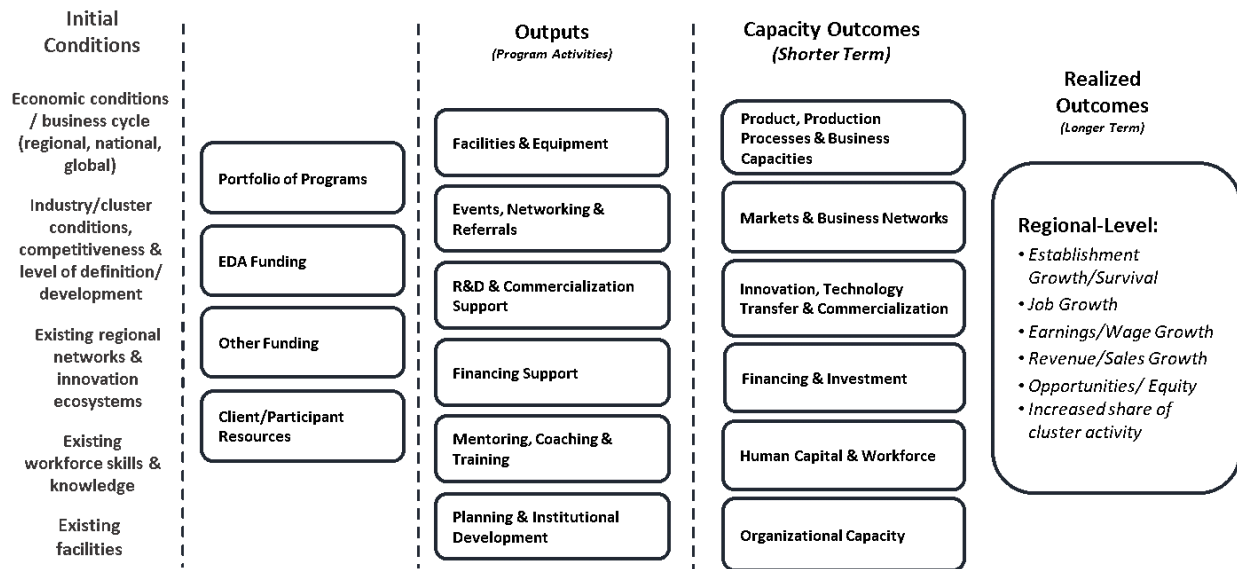 Initial
Conditions
Economic conditions
/ business cycle
(regional, national,
global)
Industry/cluster
conditions,
competitiveness &
level of definition/
development
Existing regional
networks &
innovation
ecosystems
Existing
workforce skills &
knowledge
Existing
facilities
Portfolio of Programs
EDA Funding
Other Funding
Client/Participant
Resources
Outputs
(Program Activities)
Facilities & Equipment
Events, Networking &
Referrals
R&D & Commercialization
Support
Financing Support
Mentoring, Coaching &
Training
Planning & Institutional
Development
Capacity Outcomes
(Shorter Term)
Product, Production
Processes & Business
Capacities
Markets & Business Networks
Innovation, Technology
Transfer & Commercialization
Financing & Investment
Human Capital & Workforce
Organizational Capacity
Realized
Outcomes
(Longer Term)
Regional-Level:
• Establishment
Growth/Survival
• Job Growth
• Earnings/Wage Growth
• Revenue/Sales Growth
• Opportunities/ Equity
• Increased share of
cluster activity